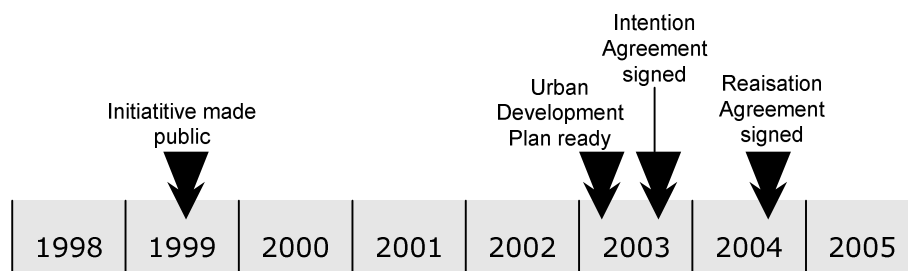 Initiatitive made
public
Urban
Development
Plan ready
Intention
Agreement
signed
Reaisation
Agreement
signed
1998 1999 2000 2001 2002 2003 2004 2005